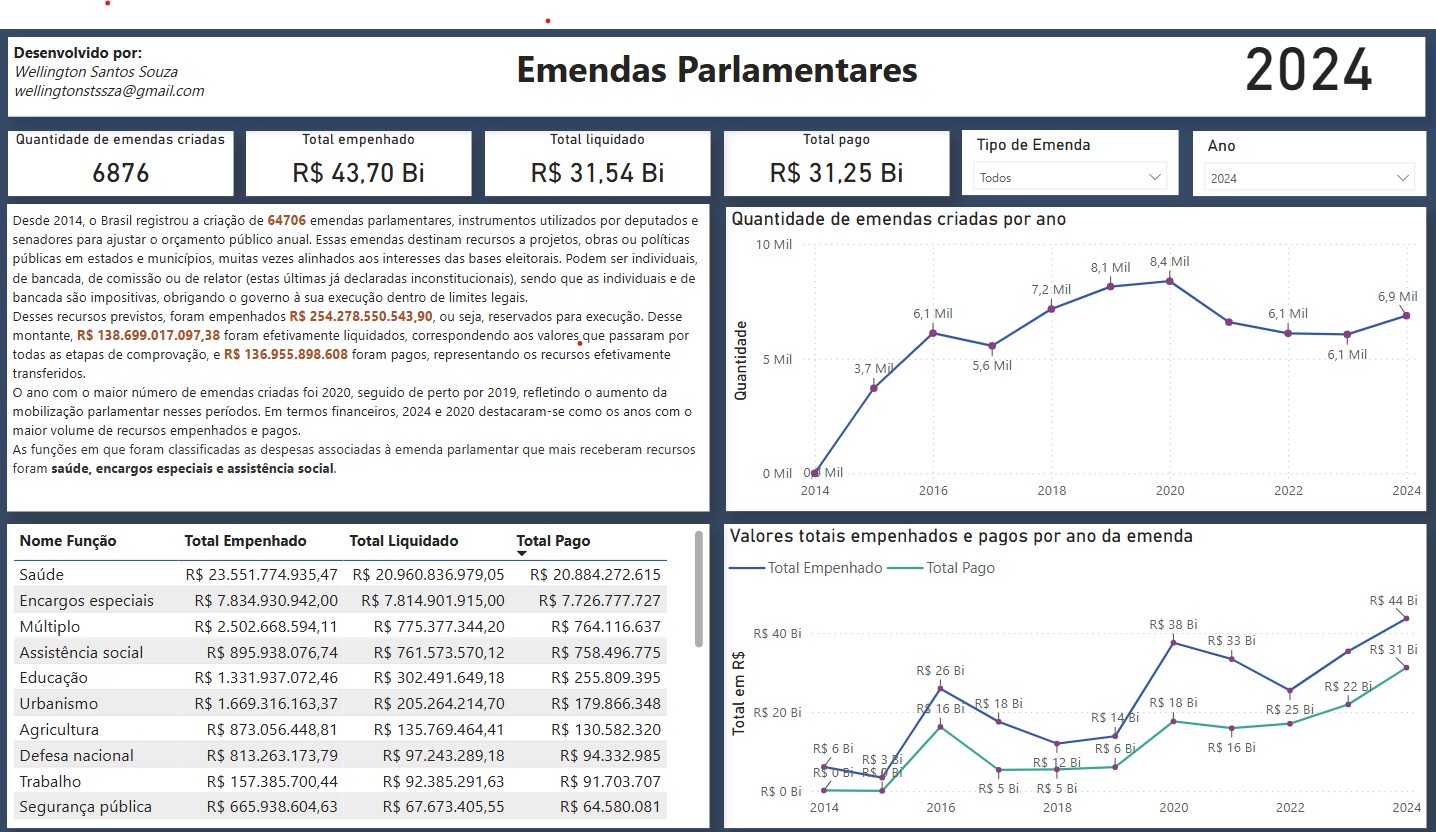 Desenvolvido por:
Wellington Santos Souza
wellingtonstssza@gmail.com
Emendas Parlamentares
2024
Quantidade de emendas criadas
6876
Total empenhado
R$ 43,70 Bi
Total liquidado
R$ 31,54 Bi
Total pago
R$ 31,25 Bi
Tipo de Emenda
Todos
Ano
2024
Desde 2014, o Brasil registrou a criação de 64706 emendas parlamentares, instrumentos utilizados por deputados e
senadores para ajustar o orçamento público anual. Essas emendas destinam recursos a projetos, obras ou políticas
públicas em estados e municípios, muitas vezes alinhados aos interesses das bases eleitorais. Podem ser individuais,
de bancada, de comissão ou de relator (estas últimas já declaradas inconstitucionais), sendo que as individuais e de
bancada são impositivas, obrigando o governo à sua execução dentro de limites legais.
Desses recursos previstos, foram empenhados R$ 254.278.550.543,90, ou seja, reservados para execução. Desse
montante, R$ 138.699.017.097,38 foram efetivamente liquidados, correspondendo aos valores que passaram por
todas as etapas de comprovação, e R$ 136.955.898.608 foram pagos, representando os recursos efetivamente
transferidos.
O ano com o maior número de emendas criadas foi 2020, seguido de perto por 2019, refletindo o aumento da
mobilização parlamentar nesses períodos. Em termos financeiros, 2024 e 2020 destacaram-se como os anos com o
maior volume de recursos empenhados e pagos.
As funções em que foram classificadas as despesas associadas à emenda parlamentar que mais receberam recursos
foram saúde, encargos especiais e assistência social.
Quantidade de emendas criadas por ano
Quantidade
10 Mil
5 Mil
0 Mil
0,0 Mil
3,7 Mil
6,1 Mil
5,6 Mil
7,2 Mil
8,1 Mil
8,4 Mil
6,1 Mil
6,1 Mil
6,9 Mil
2014 2016 2018 2020 2022 2024
Nome Função Total Empenhado Total Liquidado Total Pago
Saúde R$ 23.551.774.935,47 R$ 20.960.836.979,05 R$ 20.884.272.615
Encargos especiais R$ 7.834.930.942,00 R$ 7.814.901.915,00 R$ 7.726.777.727
Múltiplo R$ 2.502.668.594,11 R$ 775.377.344,20 R$ 764.116.637
Assistência social R$ 895.938.076,74 R$ 761.573.570,12 R$ 758.496.775
Educação R$ 1.331.937.072,46 R$ 302.491.649,18 R$ 255.809.395
Urbanismo R$ 1.669.316.163,37 R$ 205.264.214,70 R$ 179.866.348
Agricultura R$ 873.056.448,81 R$ 135.769.464,41 R$ 130.582.320
Defesa nacional R$ 813.263.173,79 R$ 97.243.289,18 R$ 94.332.985
Trabalho R$ 157.385.700,44 R$ 92.385.291,63 R$ 91.703.707
Segurança pública R$ 665.938.604,63 R$ 67.673.405,55 R$ 64.580.081
Valores totais empenhados e pagos por ano da emenda
Total Empenhado Total Pago
Total em R$
R$ 40 Bi
R$ 20 Bi
R$ 0 Bi
R$ 6 Bi
R$ 3 Bi
R$ 26 Bi
R$ 18 Bi
R$ 12 Bi
R$ 14 Bi
R$ 38 Bi
R$ 33 Bi
R$ 25 Bi
R$ 44 Bi
R$ 0 Bi
R$ 0 Bi
R$ 16 Bi
R$ 5 Bi
R$ 5 Bi
R$ 6 Bi
R$ 18 Bi
R$ 16 Bi
R$ 22 Bi
R$ 31 Bi
2014 2016 2018 2020 2022 2024